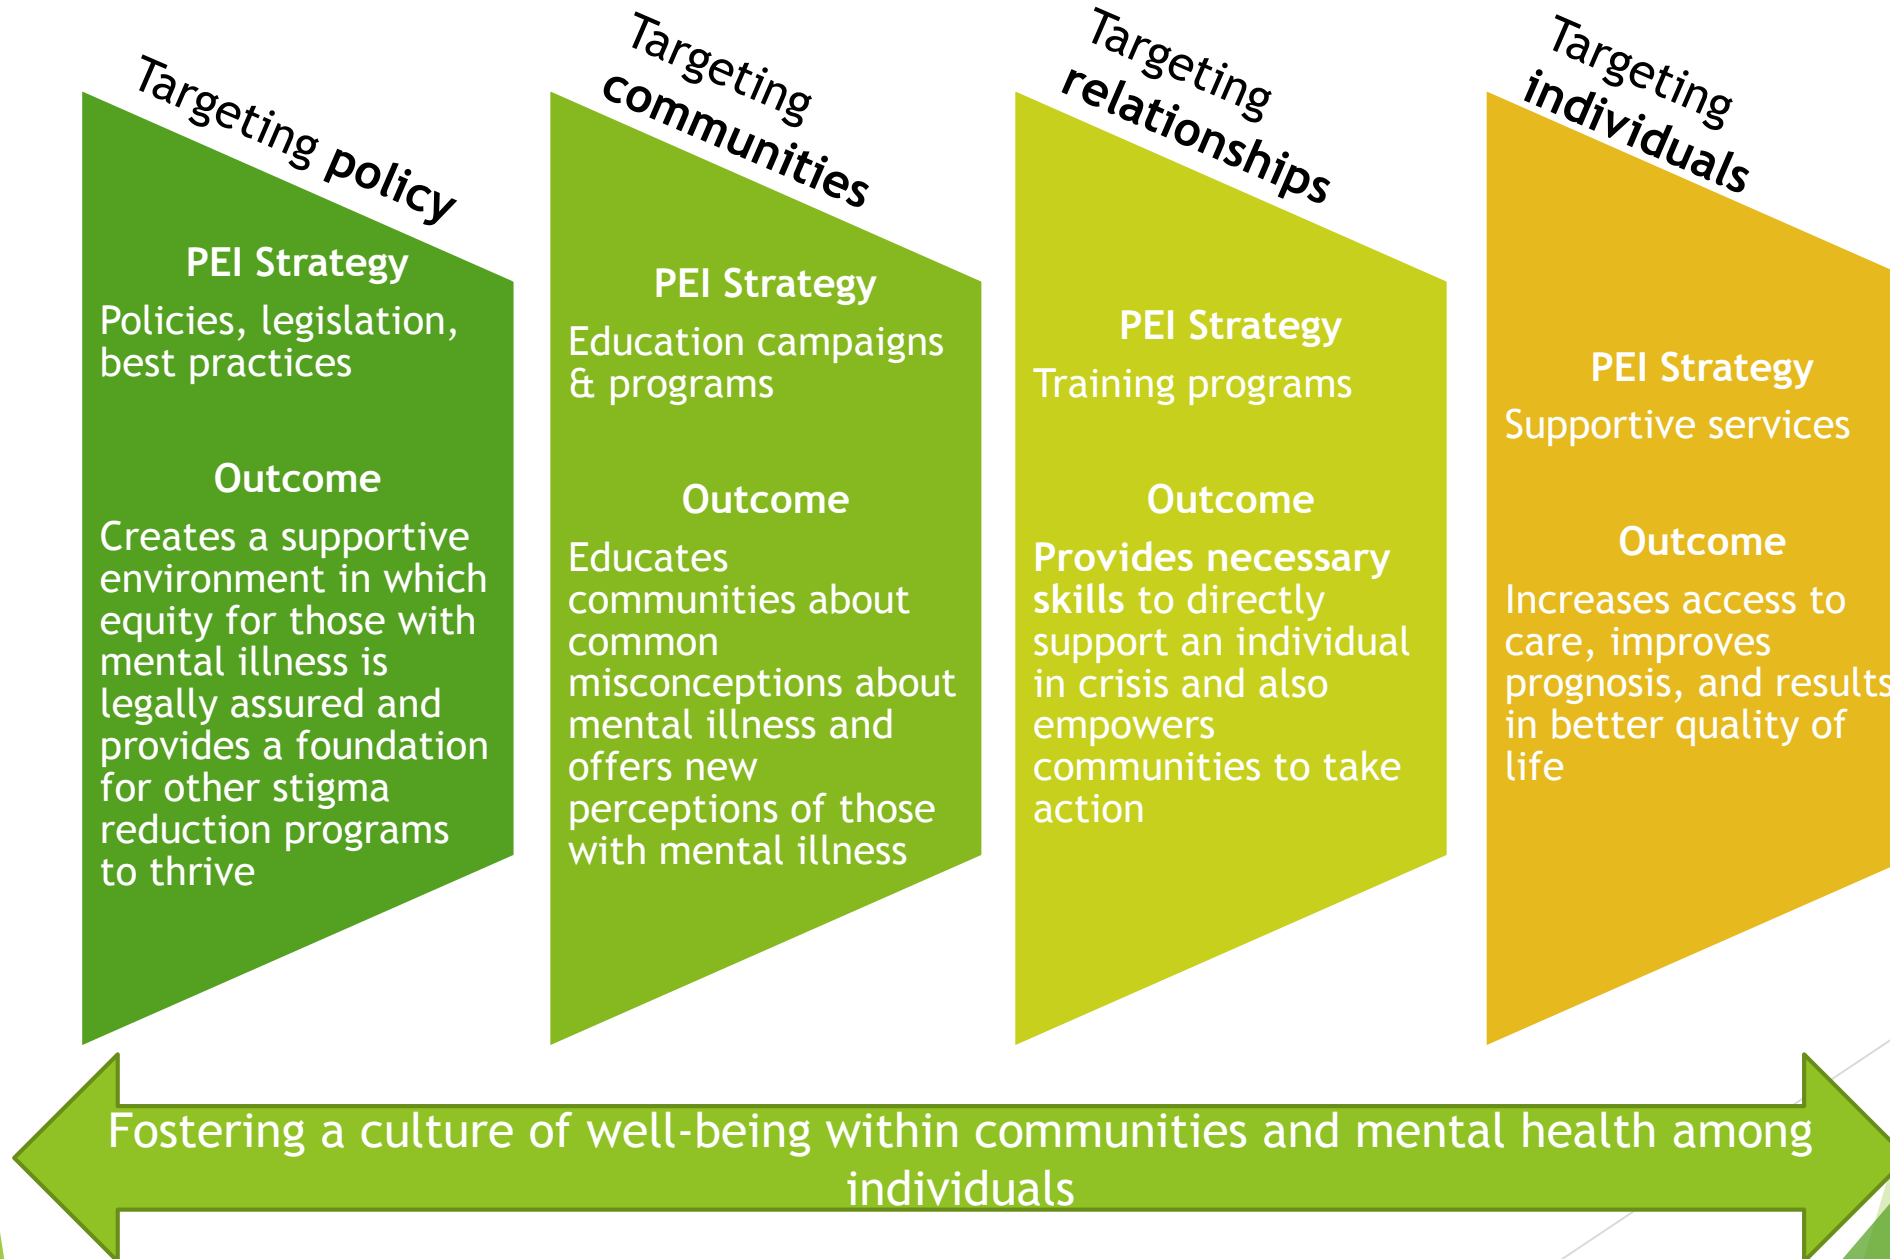 Targeting policy
PEI Strategy
Policies, legislation,
best practices
Outcome
Creates a supportive
environment in which
equity for those with
mental illness is
legally assured and
provides a foundation
for other stigma
reduction programs
to thrive
Targeting
communities
PEI Strategy
Education campaigns
& programs
Outcome
Educates
communities about
common
misconceptions about
mental illness and
offers new
perceptions of those
with mental illness
Targeting
relationships
PEI Strategy
Training programs
Outcome
Provides necessary
skills to directly
support an individual
in crisis and also
empowers
communities to take
action
Targeting
individuals
PEI Strategy
Supportive services
Outcome
Increases access to
care, improves
prognosis, and results
in better quality of
life
Fostering a culture of well-being within communities and mental health among
individuals